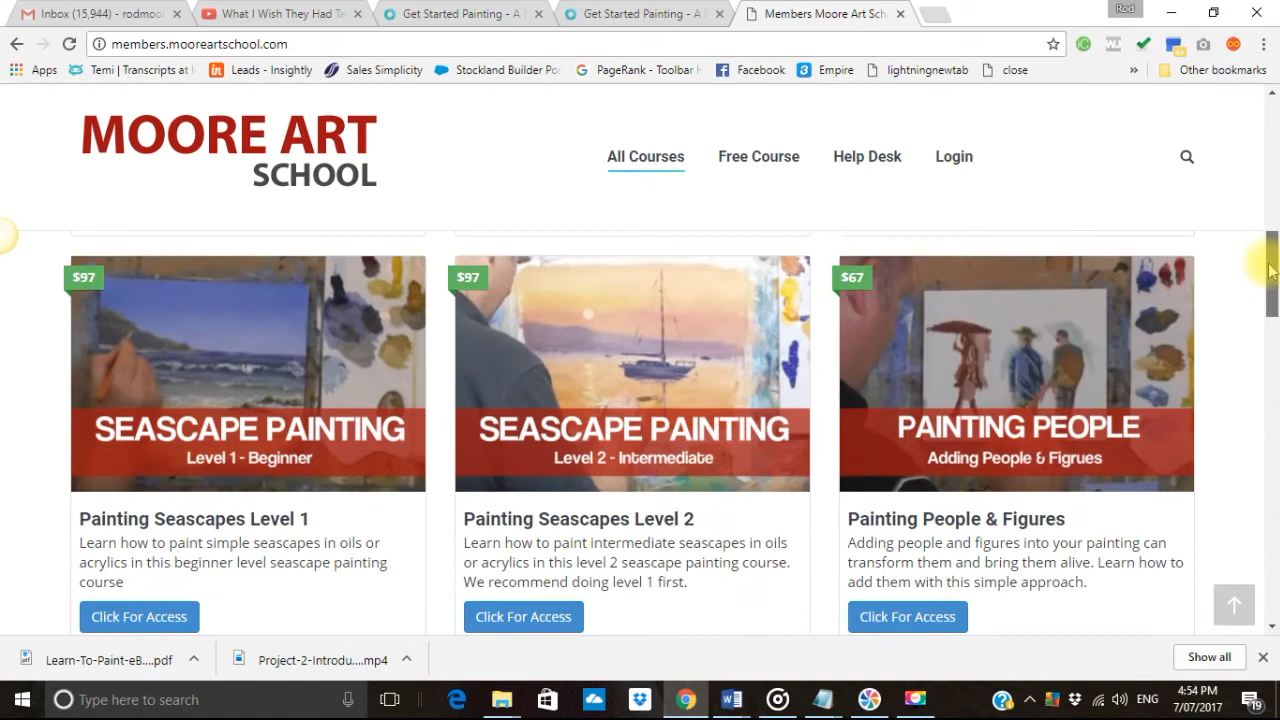 Inbox (15,944) - rodmoor
What I Wish They Had Ta
Get Started Painting - A B
Get Started Painting - A F
Members Moore Art Sch
Rod
members.mooreartschool.com
Apps
Temi | Transcripts at I
Leads - Insightly
Sales Simplicity
Stockland Builder Po
PageRank - Toolbar
Facebook
Empire
lightningnewtab
close
»
Other bookmarks
MOORE ART
SCHOOL
All Courses
Free Course
Help Desk
Login
$97
$97
$67
SEASCAPE PAINTING
Level 1 - Beginner
SEASCAPE PAINTING
Level 2 - Intermediate
PAINTING PEOPLE
Adding People & Figrues
Painting Seascapes Level 1
Learn how to paint simple seascapes in oils or
acrylics in this beginner level seascape painting
course
Click For Access
Painting Seascapes Level 2
Learn how to paint intermediate seascapes in oils
or acrylics in this level 2 seascape painting course.
We recommend doing level 1 first.
Click For Access
Painting People & Figures
Adding people and figures into your painting can
transform them and bring them alive. Learn how to
add them with this simple approach.
Click For Access
Learn-To-Paint-eB....pdf
Project-2-Introdu....mp4
Show all
Type here to search
ENG
4:54 PM
7/07/2017
19